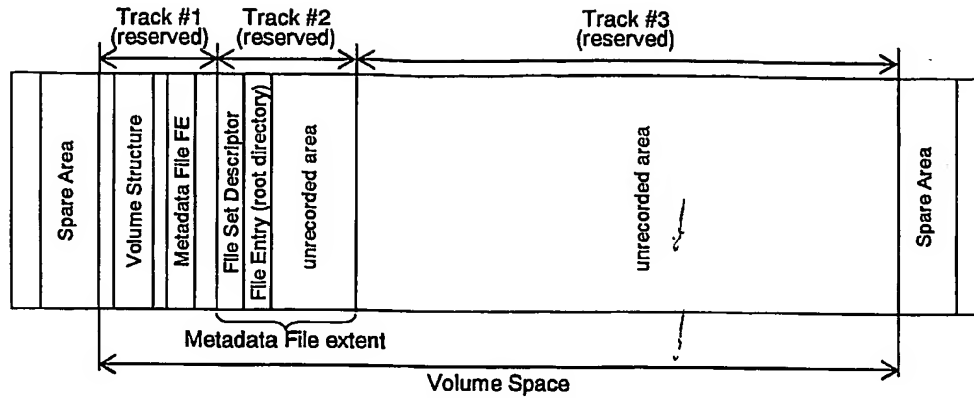 Track #1
(reserved)
Track #2
(reserved)
Track #3
(reserved)
Spare Area
Volume Structure
Metadata File FE
File Set Descriptor
File Entry (root directory)
unrecorded area
unrecorded area
Spare Area
Metadata File extent
Volume Space